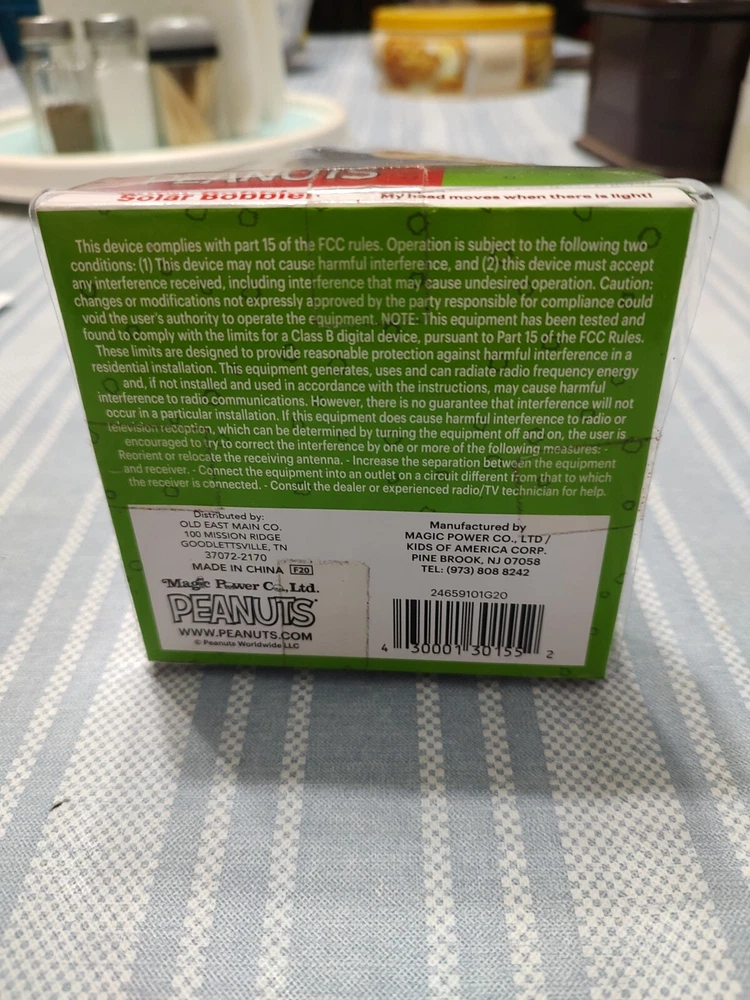 PEANUTS
Solar Bobbler
My head moves when there is light!
This device complies with part 15 of the FCC rules. Operation is subject to the following two
conditions: (1) This device may not cause harmful interference, and (2) this device must accept
any interference received, including interference that may cause undesired operation. Caution:
changes or modifications not expressly approved by the party responsible for compliance could
void the user's authority to operate the equipment. NOTE: This equipment has been tested and
found to comply with the limits for a Class B digital device, pursuant to Part 15 of the FCC Rules.
These limits are designed to provide reasonable protection against harmful interference in a
residential installation. This equipment generates, uses and can radiate radio frequency energy
and, if not installed and used in accordance with the instructions, may cause harmful
interference to radio communications. However, there is no guarantee that interference will not
occur in a particular installation. If this equipment does cause harmful interference to radio or
television reception, which can be determined by turning the equipment off and on, the user is
encouraged to try to correct the interference by one or more of the following measures: -
Reorient or relocate the receiving antenna. - Increase the separation between the equipment
and receiver. - Connect the equipment into an outlet on a circuit different from that to which
the receiver is connected. - Consult the dealer or experienced radio/TV technician for help.
Distributed by:
OLD EAST MAIN CO.
100 MISSION RIDGE
GOODLETTSVILLE, TN
37072-2170
MADE IN CHINA F20
Magic Power Co., Ltd.
PEANUTS
WWW.PEANUTS.COM
© Peanuts Worldwide LLC
Manufactured by
MAGIC POWER CO., LTD /
KIDS OF AMERICA CORP.
PINE BROOK, NJ 07058
TEL: (973) 808 8242
24659101G20
4 30001 30155 2